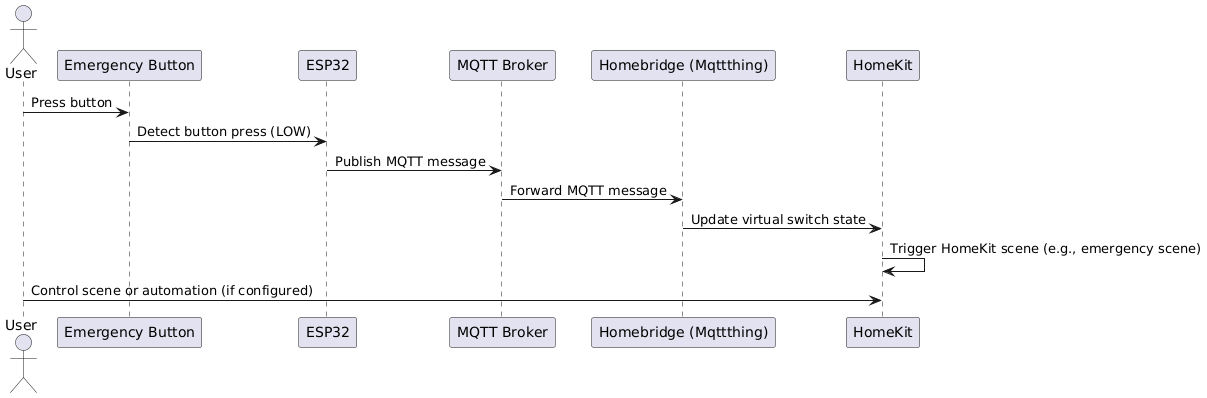 User
Emergency Button
ESP32
MQTT Broker
Homebridge (Mqttthing)
HomeKit
Press button
Detect button press (LOW)
Publish MQTT message
Forward MQTT message
Update virtual switch state
Trigger HomeKit scene (e.g., emergency scene)
Control scene or automation (if configured)
User
Emergency Button
ESP32
MQTT Broker
Homebridge (Mqttthing)
HomeKit